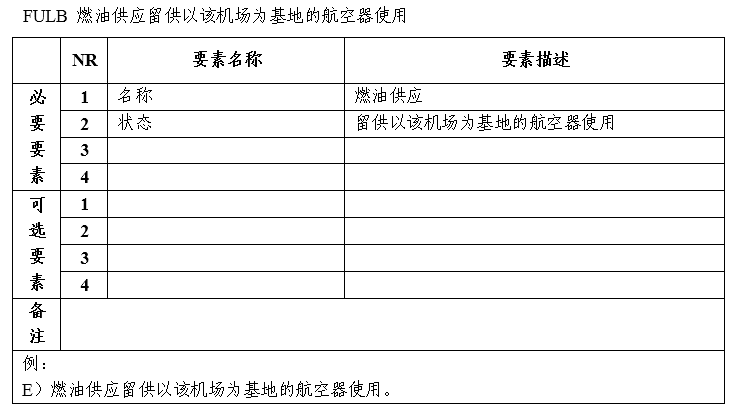 FULB 燃油供应留供以该机场为基地的航空器使用
NR 要素名称 要素描述
必要要素
1 名称 燃油供应
2 状态 留供以该机场为基地的航空器使用
3
4
可选要素
1
2
3
4
备注
例：
E）燃油供应留供以该机场为基地的航空器使用。